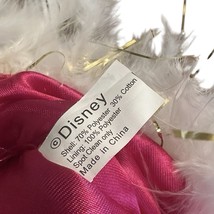 ©Disney
Shell: 70% Polyester 30% Cotton
Lining: 100% Polyester
Spot Clean only
Made in China